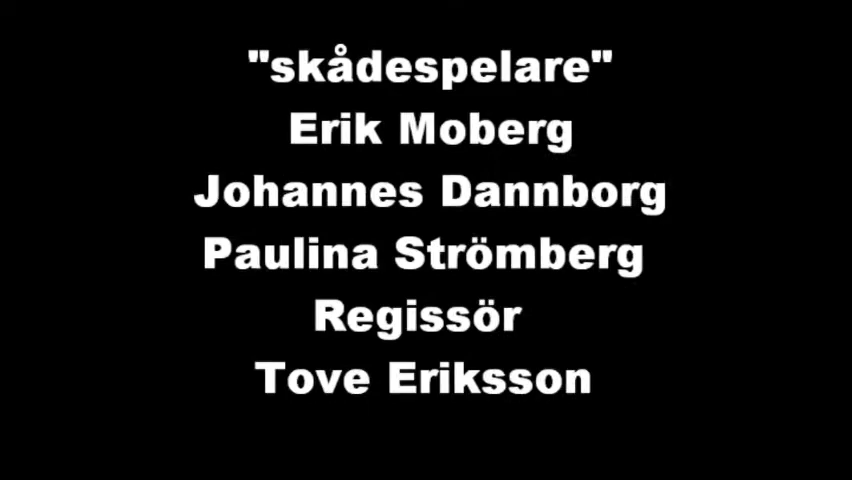 "skådespelare"
Erik Moberg
Johannes Dannborg
Paulina Strömberg
Regissör
Tove Eriksson